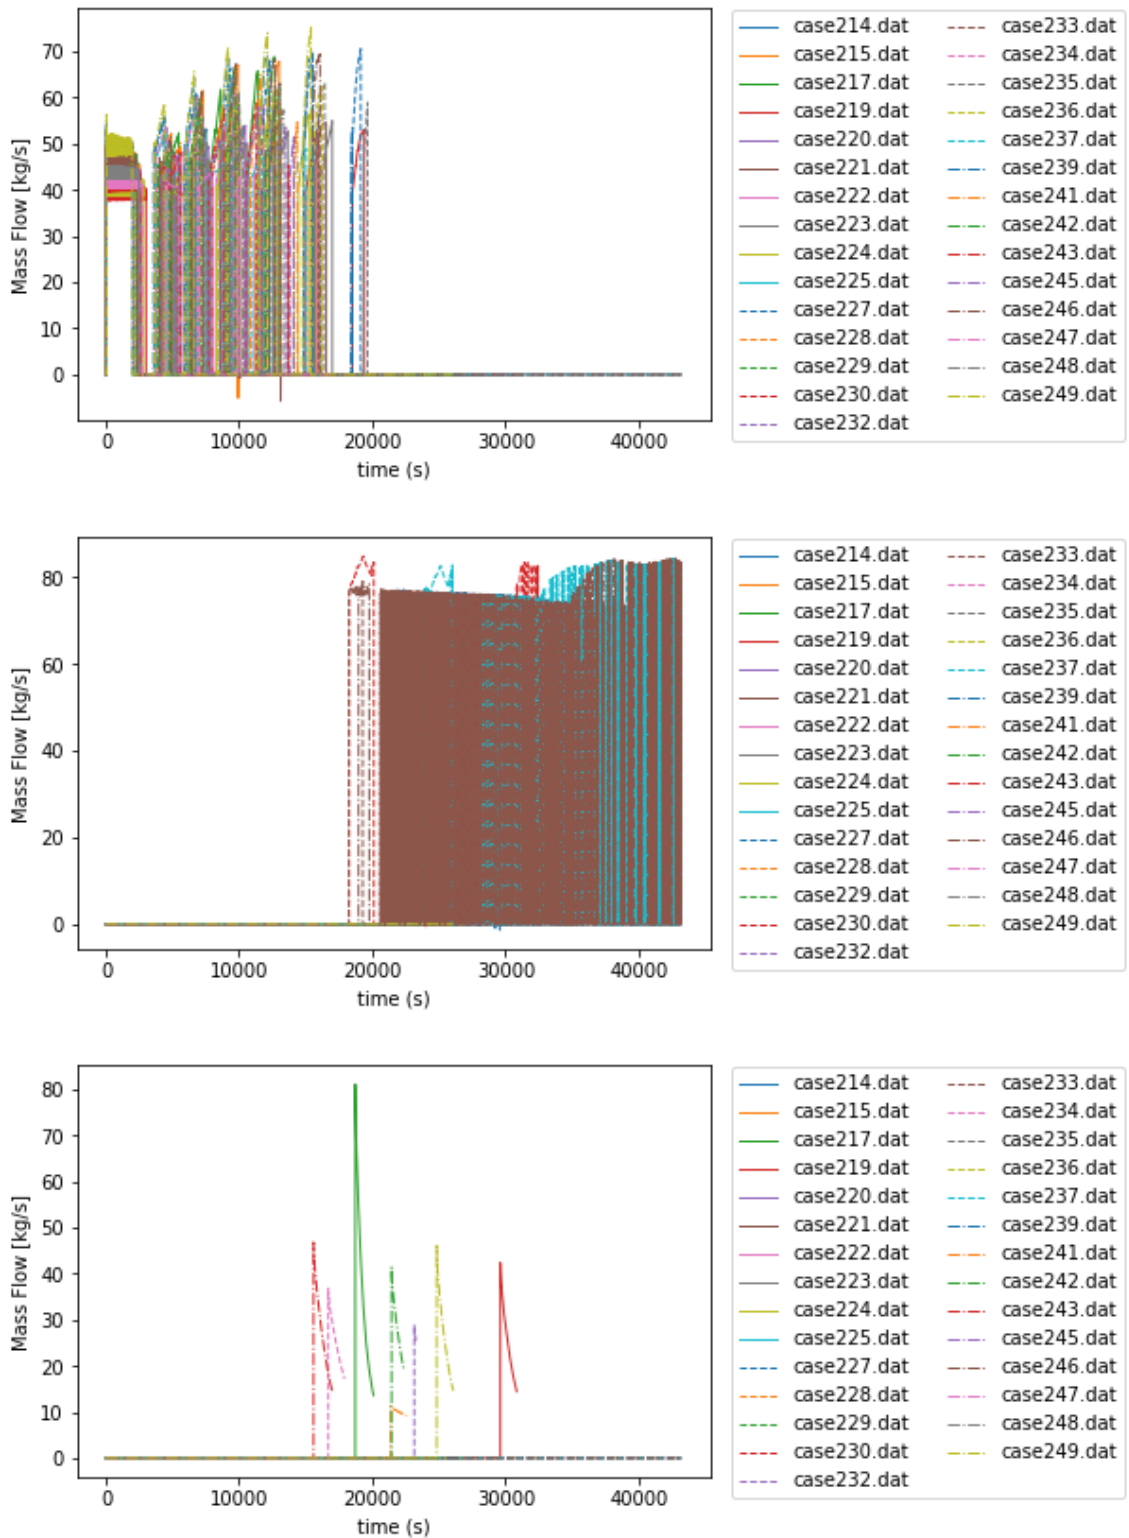 70
60
50
40
30
20
10
0
Mass Flow [kg/s]
0 10000 20000 30000 40000
time (s)
case214.dat case233.dat
case215.dat case234.dat
case217.dat case235.dat
case219.dat case236.dat
case220.dat case237.dat
case221.dat case239.dat
case222.dat case241.dat
case223.dat case242.dat
case224.dat case243.dat
case225.dat case245.dat
case227.dat case246.dat
case228.dat case247.dat
case229.dat case248.dat
case230.dat case249.dat
case232.dat
80
60
40
20
0
Mass Flow [kg/s]
0 10000 20000 30000 40000
time (s)
case214.dat case233.dat
case215.dat case234.dat
case217.dat case235.dat
case219.dat case236.dat
case220.dat case237.dat
case221.dat case239.dat
case222.dat case241.dat
case223.dat case242.dat
case224.dat case243.dat
case225.dat case245.dat
case227.dat case246.dat
case228.dat case247.dat
case229.dat case248.dat
case230.dat case249.dat
case232.dat
80
70
60
50
40
30
20
10
0
Mass Flow [kg/s]
0 10000 20000 30000 40000
time (s)
case214.dat case233.dat
case215.dat case234.dat
case217.dat case235.dat
case219.dat case236.dat
case220.dat case237.dat
case221.dat case239.dat
case222.dat case241.dat
case223.dat case242.dat
case224.dat case243.dat
case225.dat case245.dat
case227.dat case246.dat
case228.dat case247.dat
case229.dat case248.dat
case230.dat case249.dat
case232.dat